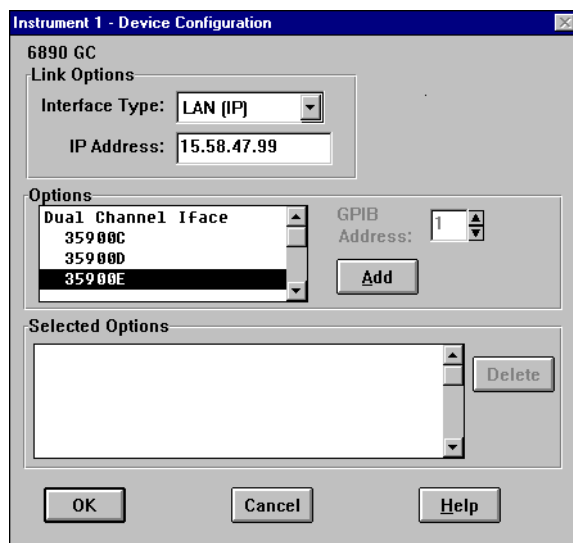 Instrument 1 - Device Configuration
6890 GC
Link Options
Interface Type: LAN (IP)
IP Address: 15.58.47.99
Options
Dual Channel Iface
35900C
35900D
35900E
GPIB
Address: 1
Add
Selected Options
Delete
OK Cancel Help